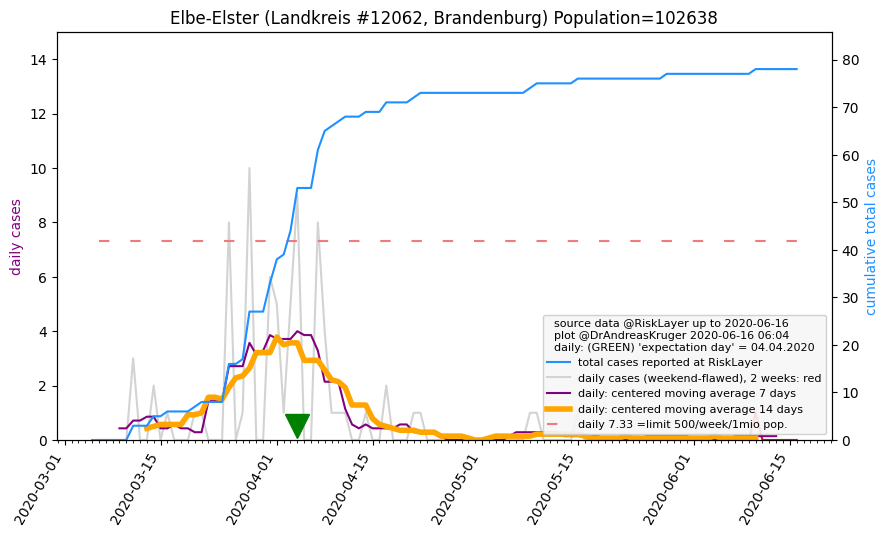 Elbe-Elster (Landkreis #12062, Brandenburg) Population=102638
daily cases
14
12
10
8
6
4
2
0
80
70
60
50
40
30
20
10
0
cumulative total cases
source data @RiskLayer up to 2020-06-16
plot @DrAndreasKruger 2020-06-16 06:04
daily: (GREEN) 'expectation day' = 04.04.2020
total cases reported at RiskLayer
daily cases (weekend-flawed), 2 weeks: red
daily: centered moving average 7 days
daily: centered moving average 14 days
daily 7.33 =limit 500/week/1mio pop.
2020-03-01
2020-03-15
2020-04-01
2020-04-15
2020-05-01
2020-05-15
2020-06-01
2020-06-15